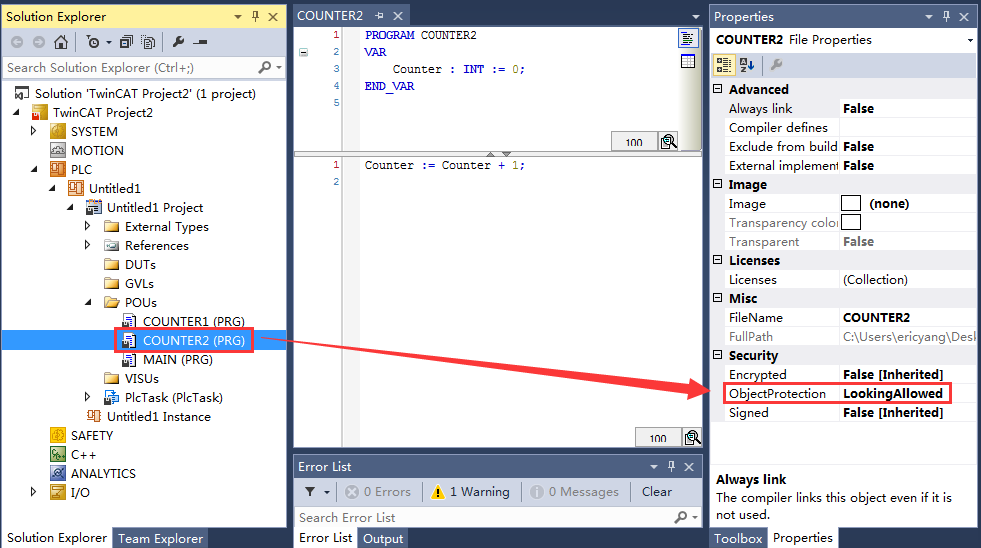 Solution Explorer
Search Solution Explorer (Ctrl+;)
Solution 'TwinCAT Project2' (1 project)
TwinCAT Project2
SYSTEM
MOTION
PLC
Untitled1
Untitled1 Project
External Types
References
DUTs
GVLs
POUs
COUNTER1 (PRG)
COUNTER2 (PRG)
MAIN (PRG)
VISUs
PlcTask (PlcTask)
Untitled1 Instance
SAFETY
C++
ANALYTICS
I/O
Solution Explorer Team Explorer
COUNTER2
1 PROGRAM COUNTER2
2 VAR
3 Counter : INT := 0;
4 END_VAR
5
100
1 Counter := Counter + 1;
2
100
Error List
0 Errors 1 Warning 0 Messages Clear
Search Error List
Error List Output
Properties
COUNTER2 File Properties
Advanced
Always link False
Compiler defines
Exclude from build False
External implement False
Image
Image (none)
Transparency color
Transparent False
Licenses
Licenses (Collection)
Misc
FileName COUNTER2
FullPath C:\Users\ericyang\Desk
Security
Encrypted False [Inherited]
ObjectProtection LookingAllowed
Signed False [Inherited]
Always link
The compiler links this object even if it is
not used.
Toolbox Properties